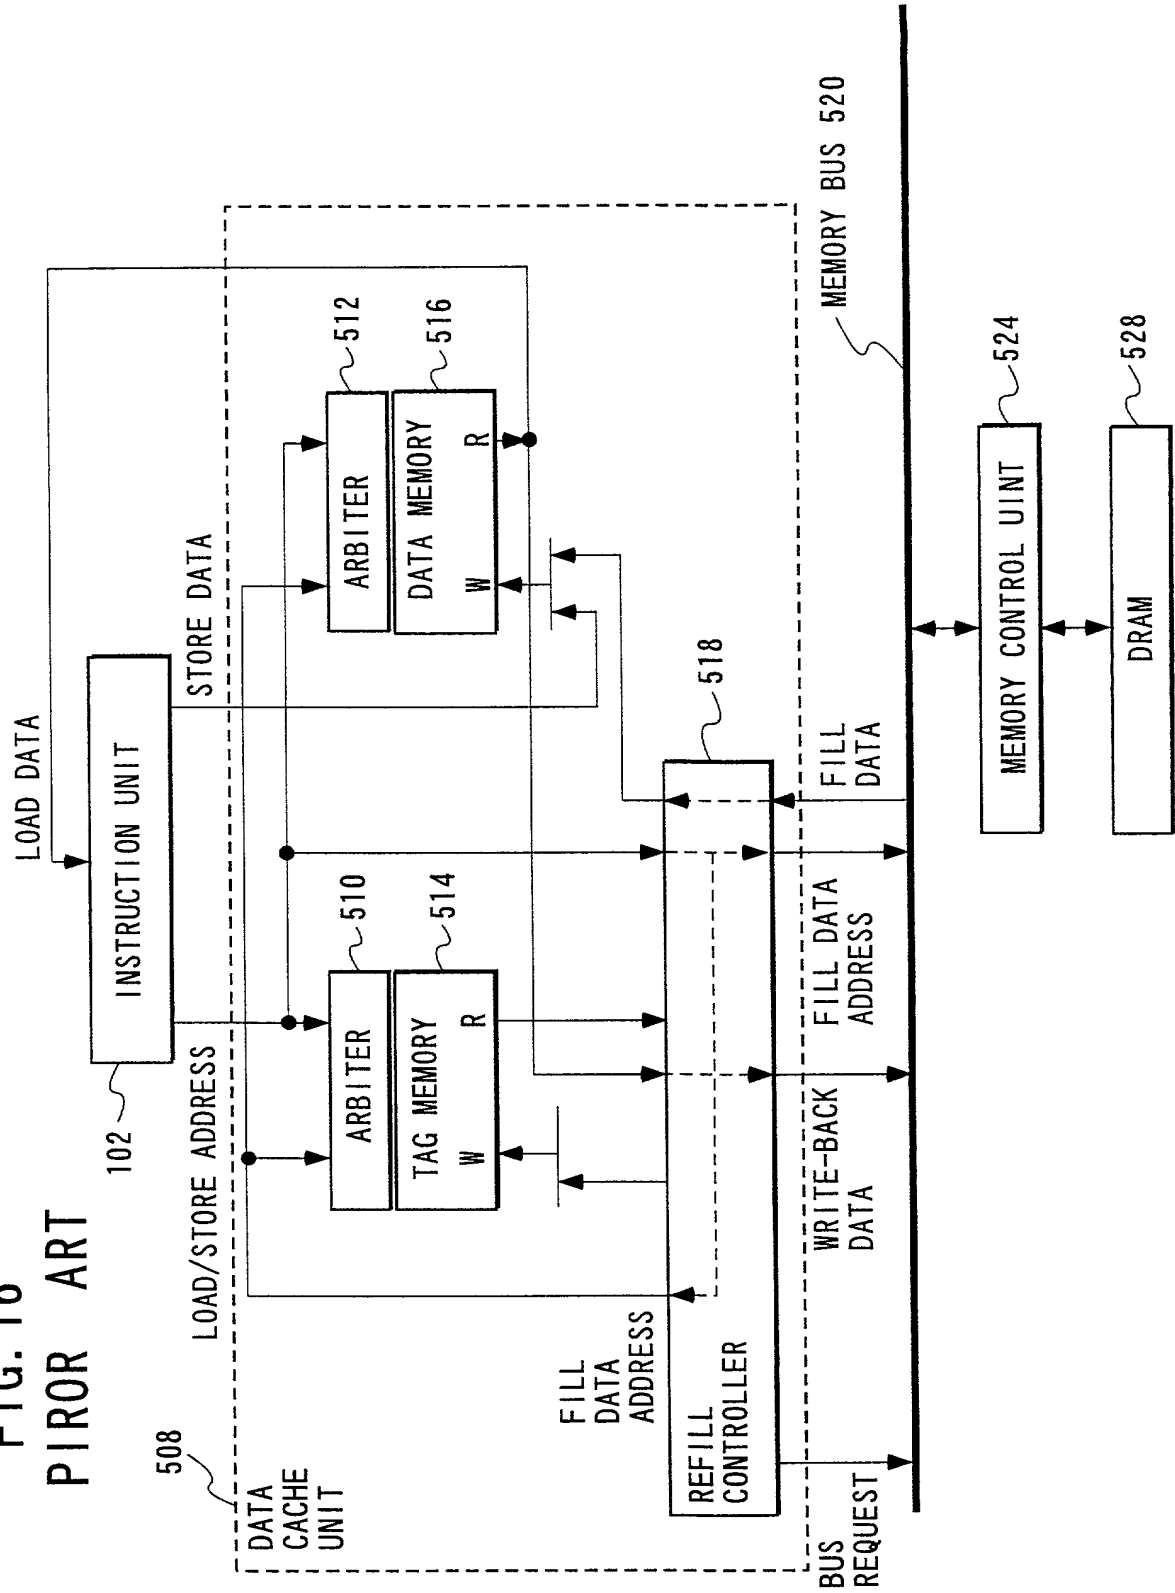 FIG. 16
PIROR ART
LOAD DATA
102
INSTRUCTION UNIT
LOAD/STORE ADDRESS
STORE DATA
508
DATA
CACHE
UNIT
ARBITER
510
TAG MEMORY
514
W
R
ARBITER
512
DATA MEMORY
516
W
R
FILL
DATA
ADDRESS
REFILL
CONTROLLER
518
BUS
REQUEST
WRITE-BACK
DATA
FILL DATA
ADDRESS
FILL
DATA
MEMORY BUS 520
MEMORY CONTROL UINT
524
DRAM
528